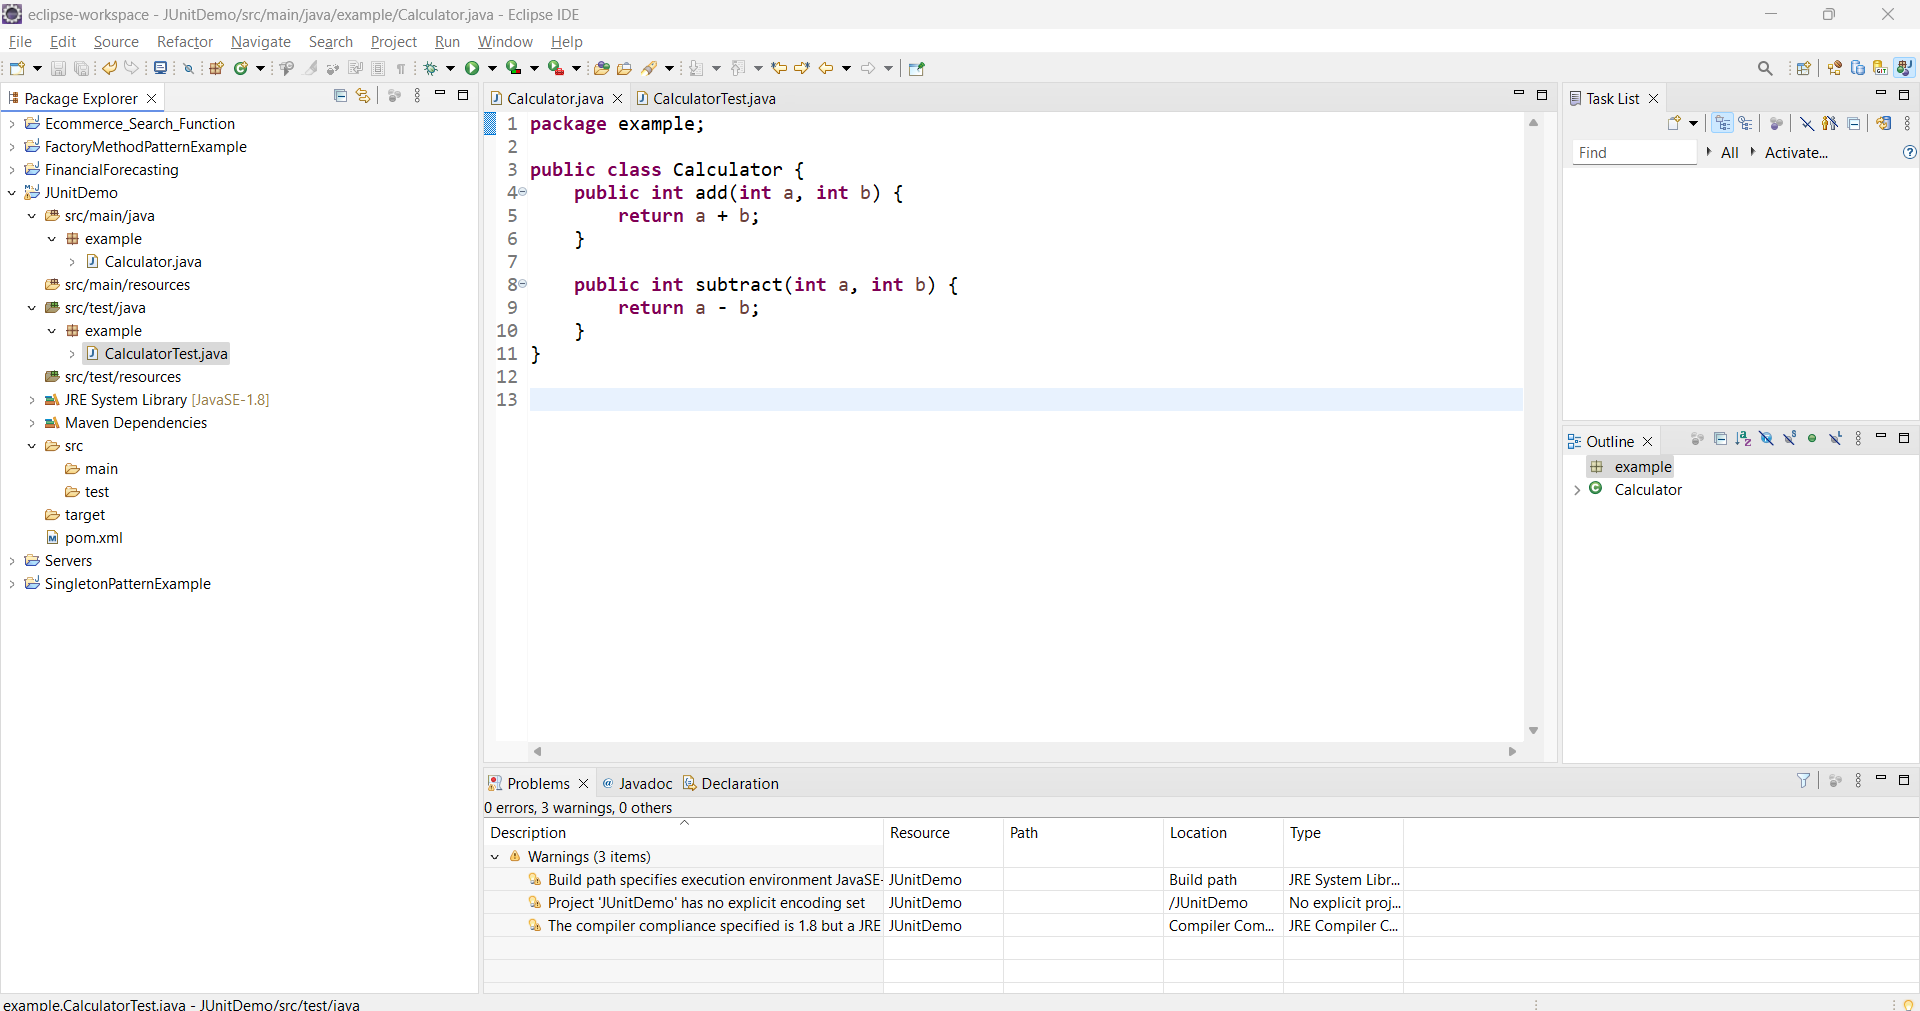 eclipse-workspace - JUnitDemo/src/main/java/example/Calculator.java - Eclipse IDE
File Edit Source Refactor Navigate Search Project Run Window Help
Package Explorer
Ecommerce_Search_Function
FactoryMethodPatternExample
FinancialForecasting
JUnitDemo
src/main/java
example
Calculator.java
src/main/resources
src/test/java
example
CalculatorTest.java
src/test/resources
JRE System Library [JavaSE-1.8]
Maven Dependencies
src
main
test
target
pom.xml
Servers
SingletonPatternExample
Calculator.java CalculatorTest.java
1 package example;
2
3 public class Calculator {
4 public int add(int a, int b) {
5 return a + b;
6 }
7
8 public int subtract(int a, int b) {
9 return a - b;
10 }
11 }
12
13
Task List
Find All Activate...
Outline
example
Calculator
Problems Javadoc Declaration
0 errors, 3 warnings, 0 others
Description Resource Path Location Type
Warnings (3 items)
Build path specifies execution environment JavaSE- JUnitDemo Build path JRE System Libr...
Project 'JUnitDemo' has no explicit encoding set JUnitDemo /JUnitDemo No explicit proj...
The compiler compliance specified is 1.8 but a JRE JUnitDemo Compiler Com... JRE Compiler C...
example.CalculatorTest.java - JUnitDemo/src/test/java